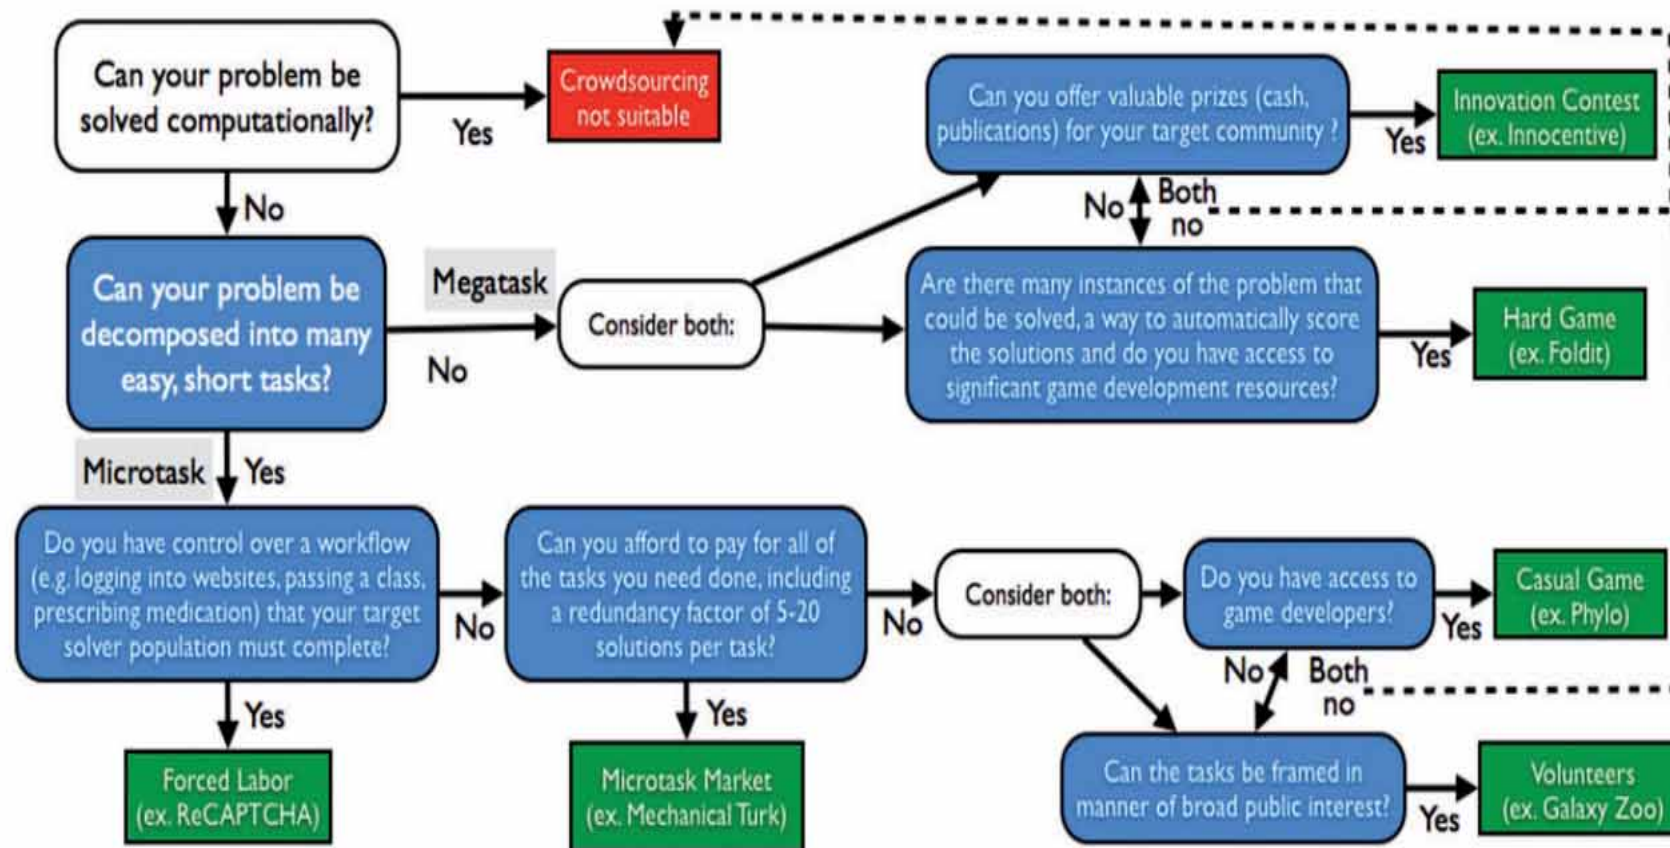 Can your problem be
solved computationally?
Yes
Crowdsourcing
not suitable
No
Can your problem be
decomposed into many
easy, short tasks?
Megatask
No
Consider both:
Can you offer valuable prizes (cash,
publications) for your target community ?
Yes
Innovation Contest
(ex. Innocentive)
No
Both
no
Are there many instances of the problem that
could be solved, a way to automatically score
the solutions and do you have access to
significant game development resources?
Yes
Hard Game
(ex. Foldit)
Microtask
Yes
Do you have control over a workflow
(e.g. logging into websites, passing a class,
prescribing medication) that your target
solver population must complete?
No
Yes
Forced Labor
(ex. ReCAPTCHA)
Can you afford to pay for all of
the tasks you need done, including
a redundancy factor of 5-20
solutions per task?
No
Yes
Microtask Market
(ex. Mechanical Turk)
Consider both:
Do you have access to
game developers?
Yes
Casual Game
(ex. Phylo)
No
Both
no
Can the tasks be framed in
manner of broad public interest?
Yes
Volunteers
(ex. Galaxy Zoo)